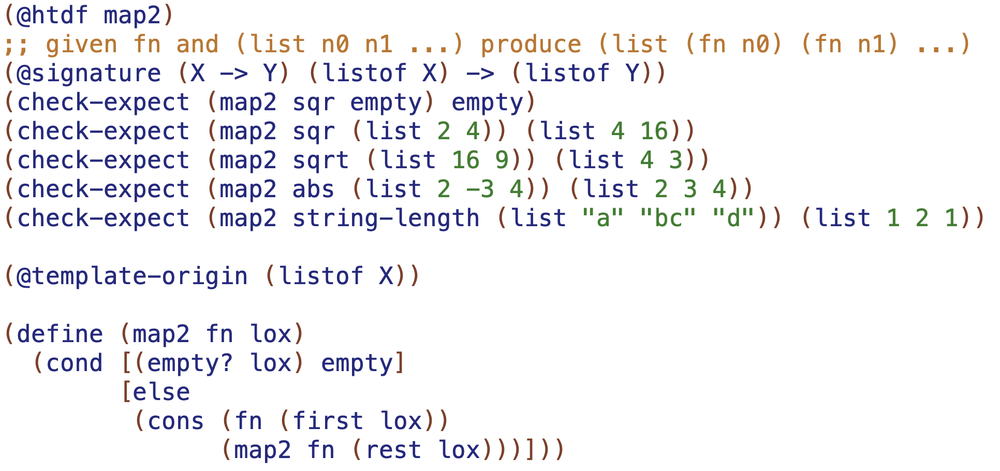 (@htdf map2)
;; given fn and (list n0 n1 ...) produce (list (fn n0) (fn n1) ...)
(@signature (X -> Y) (listof X) -> (listof Y))
(check-expect (map2 sqr empty) empty)
(check-expect (map2 sqr (list 2 4)) (list 4 16))
(check-expect (map2 sqrt (list 16 9)) (list 4 3))
(check-expect (map2 abs (list 2 -3 4)) (list 2 3 4))
(check-expect (map2 string-length (list "a" "bc" "d")) (list 1 2 1))

(@template-origin (listof X))

(define (map2 fn lox)
  (cond [(empty? lox) empty]
        [else
         (cons (fn (first lox))
               (map2 fn (rest lox)))]))